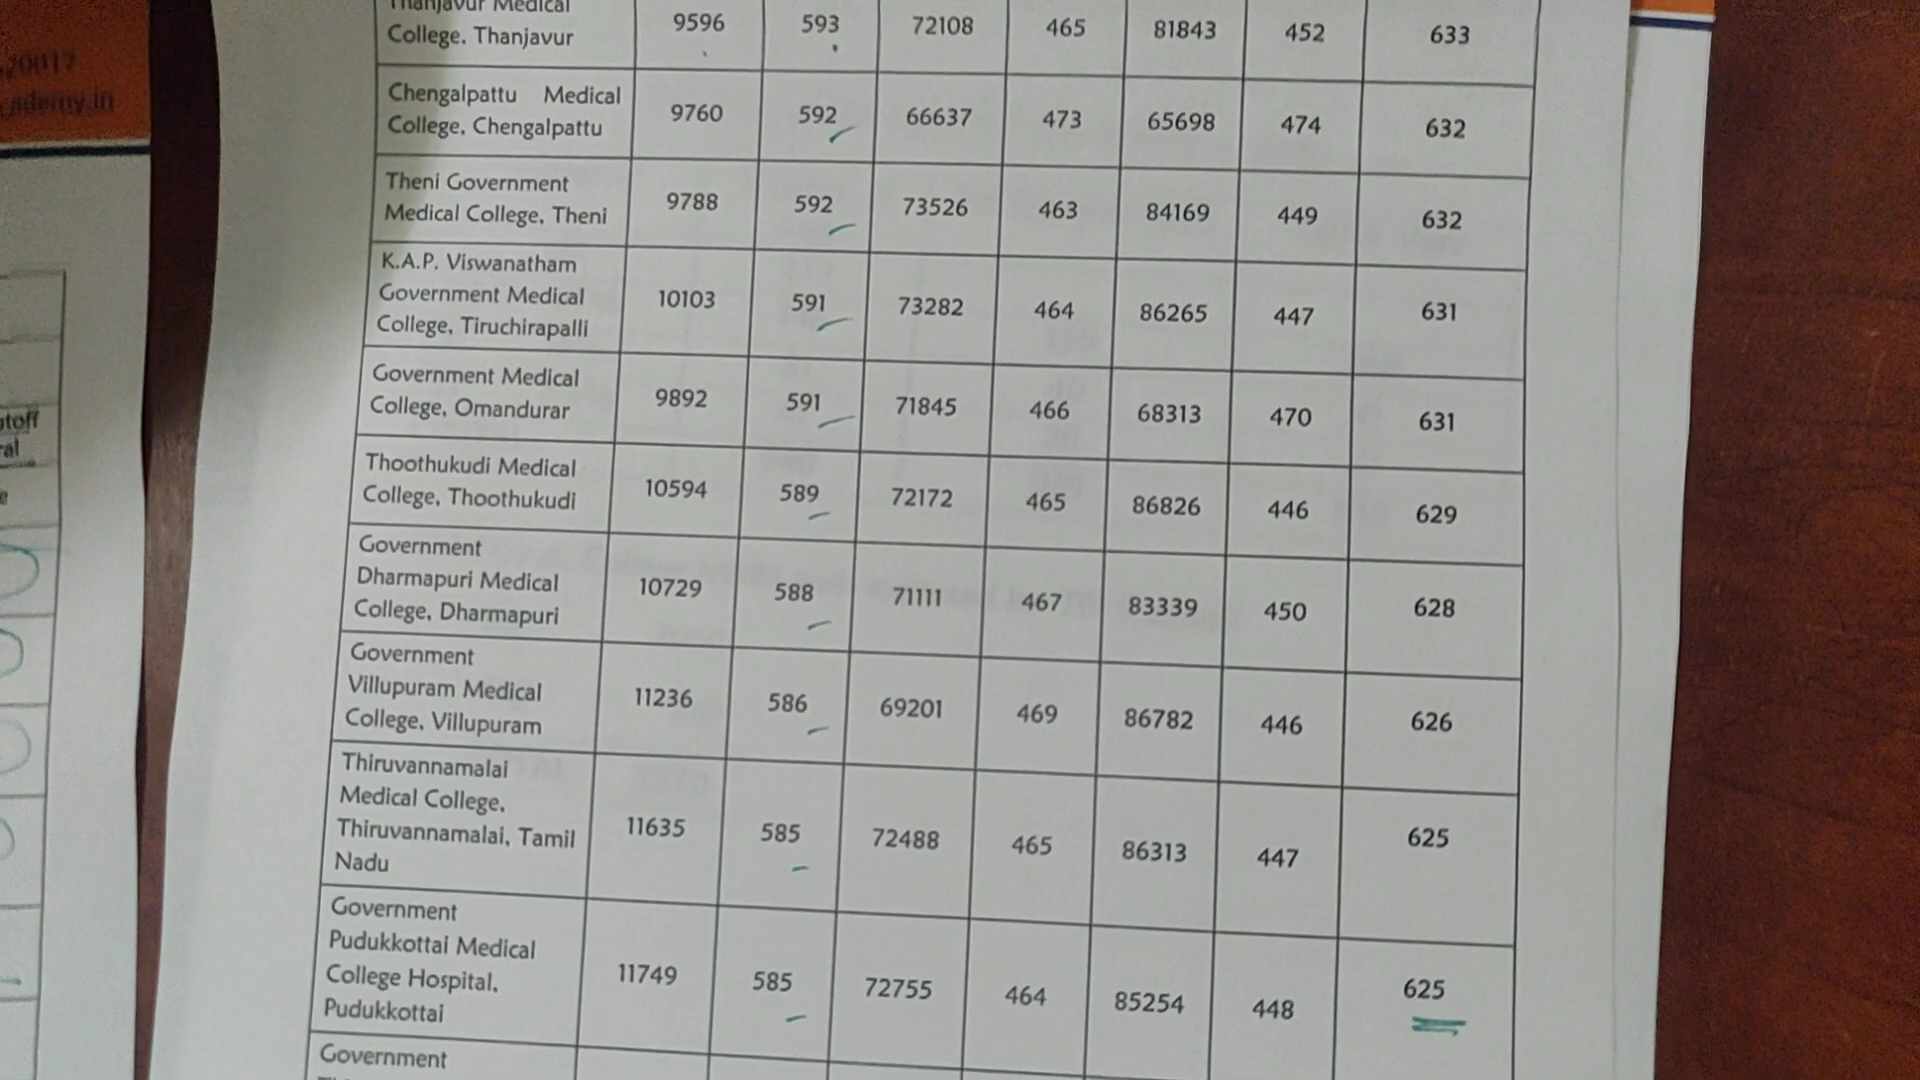 Thanjavur Medical
College, Thanjavur 9596 593 72108 465 81843 452 633
Chengalpattu Medical
College, Chengalpattu 9760 592 66637 473 65698 474 632
Theni Government
Medical College, Theni 9788 592 73526 463 84169 449 632
K.A.P. Viswanatham
Government Medical
College, Tiruchirapalli 10103 591 73282 464 86265 447 631
Government Medical
College, Omandurar 9892 591 71845 466 68313 470 631
Thoothukudi Medical
College, Thoothukudi 10594 589 72172 465 86826 446 629
Government
Dharmapuri Medical
College, Dharmapuri 10729 588 71111 467 83339 450 628
Government
Villupuram Medical
College, Villupuram 11236 586 69201 469 86782 446 626
Thiruvannamalai
Medical College,
Thiruvannamalai, Tamil
Nadu 11635 585 72488 465 86313 447 625
Government
Pudukkottai Medical
College Hospital,
Pudukkottai 11749 585 72755 464 85254 448 625
Government